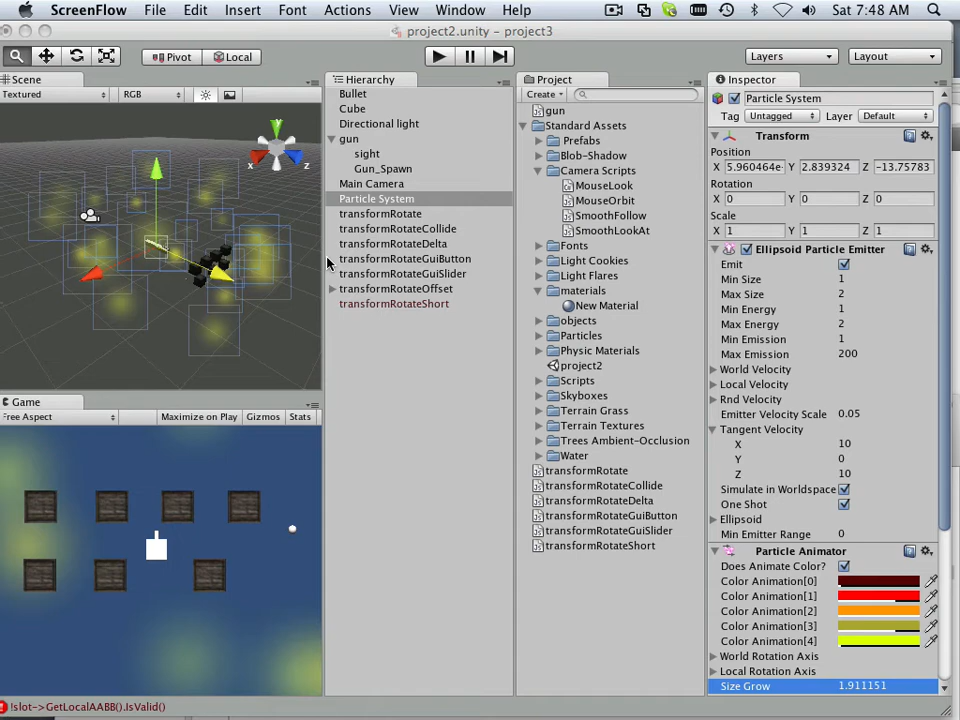 ScreenFlow File Edit Insert Font Actions View Window Help Sat 7:48 AM
project2.unity - project3
Pivot Local Layers Layout
Scene
Textured RGB
Hierarchy
Bullet
Cube
Directional light
gun
sight
Gun_Spawn
Main Camera
Particle System
transformRotate
transformRotateCollide
transformRotateDelta
transformRotateGuiButton
transformRotateGuiSlider
transformRotateOffset
transformRotateShort
Game
Free Aspect Maximize on Play Gizmos Stats
Project
Create
gun
Standard Assets
Prefabs
Blob-Shadow
Camera Scripts
MouseLook
MouseOrbit
SmoothFollow
SmoothLookAt
Fonts
Light Cookies
Light Flares
materials
New Material
objects
Particles
Physic Materials
project2
Scripts
Skyboxes
Terrain Grass
Terrain Textures
Trees Ambient-Occlusion
Water
transformRotate
transformRotateCollide
transformRotateDelta
transformRotateGuiButton
transformRotateGuiSlider
transformRotateShort
Inspector
Particle System
Tag Untagged Layer Default
Transform
Position
X 5.960464e- Y 2.839324 Z -13.75783
Rotation
X 0 Y 0 Z 0
Scale
X 1 Y 1 Z 1
Ellipsoid Particle Emitter
Emit
Min Size 1
Max Size 2
Min Energy 1
Max Energy 2
Min Emission 1
Max Emission 200
World Velocity
Local Velocity
Rnd Velocity
Emitter Velocity Scale 0.05
Tangent Velocity
X 10
Y 0
Z 10
Simulate in Worldspace
One Shot
Ellipsoid
Min Emitter Range 0
Particle Animator
Does Animate Color?
Color Animation[0]
Color Animation[1]
Color Animation[2]
Color Animation[3]
Color Animation[4]
World Rotation Axis
Local Rotation Axis
Size Grow 1.911151
!slot->GetLocalAABB().IsValid()